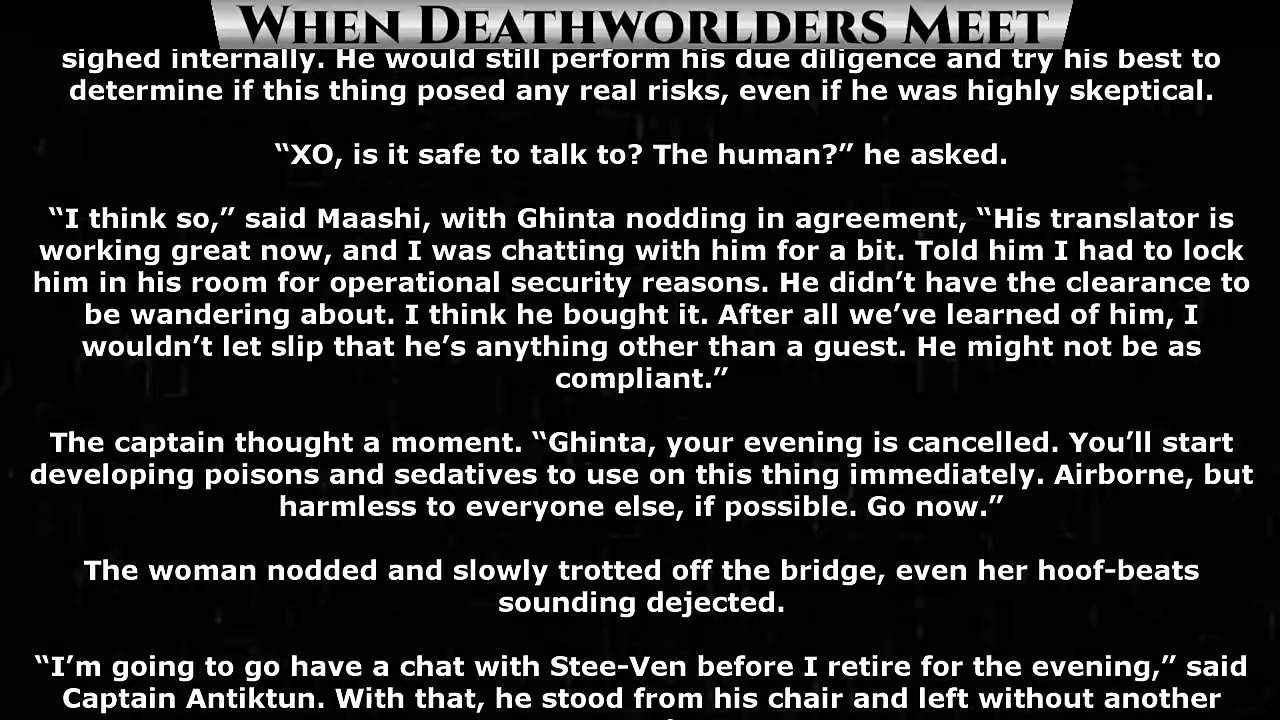 When Deathworlders Meet
sighed internally. He would still perform his due diligence and try his best to
determine if this thing posed any real risks, even if he was highly skeptical.
“XO, is it safe to talk to? The human?” he asked.
“I think so,” said Maashi, with Ghinta nodding in agreement, “His translator is
working great now, and I was chatting with him for a bit. Told him I had to lock
him in his room for operational security reasons. He didn’t have the clearance to
be wandering about. I think he bought it. After all we’ve learned of him, I
wouldn’t let slip that he’s anything other than a guest. He might not be as
compliant.”
The captain thought a moment. “Ghinta, your evening is cancelled. You’ll start
developing poisons and sedatives to use on this thing immediately. Airborne, but
harmless to everyone else, if possible. Go now.”
The woman nodded and slowly trotted off the bridge, even her hoof-beats
sounding dejected.
“I’m going to go have a chat with Stee-Ven before I retire for the evening,” said
Captain Antiktun. With that, he stood from his chair and left without another